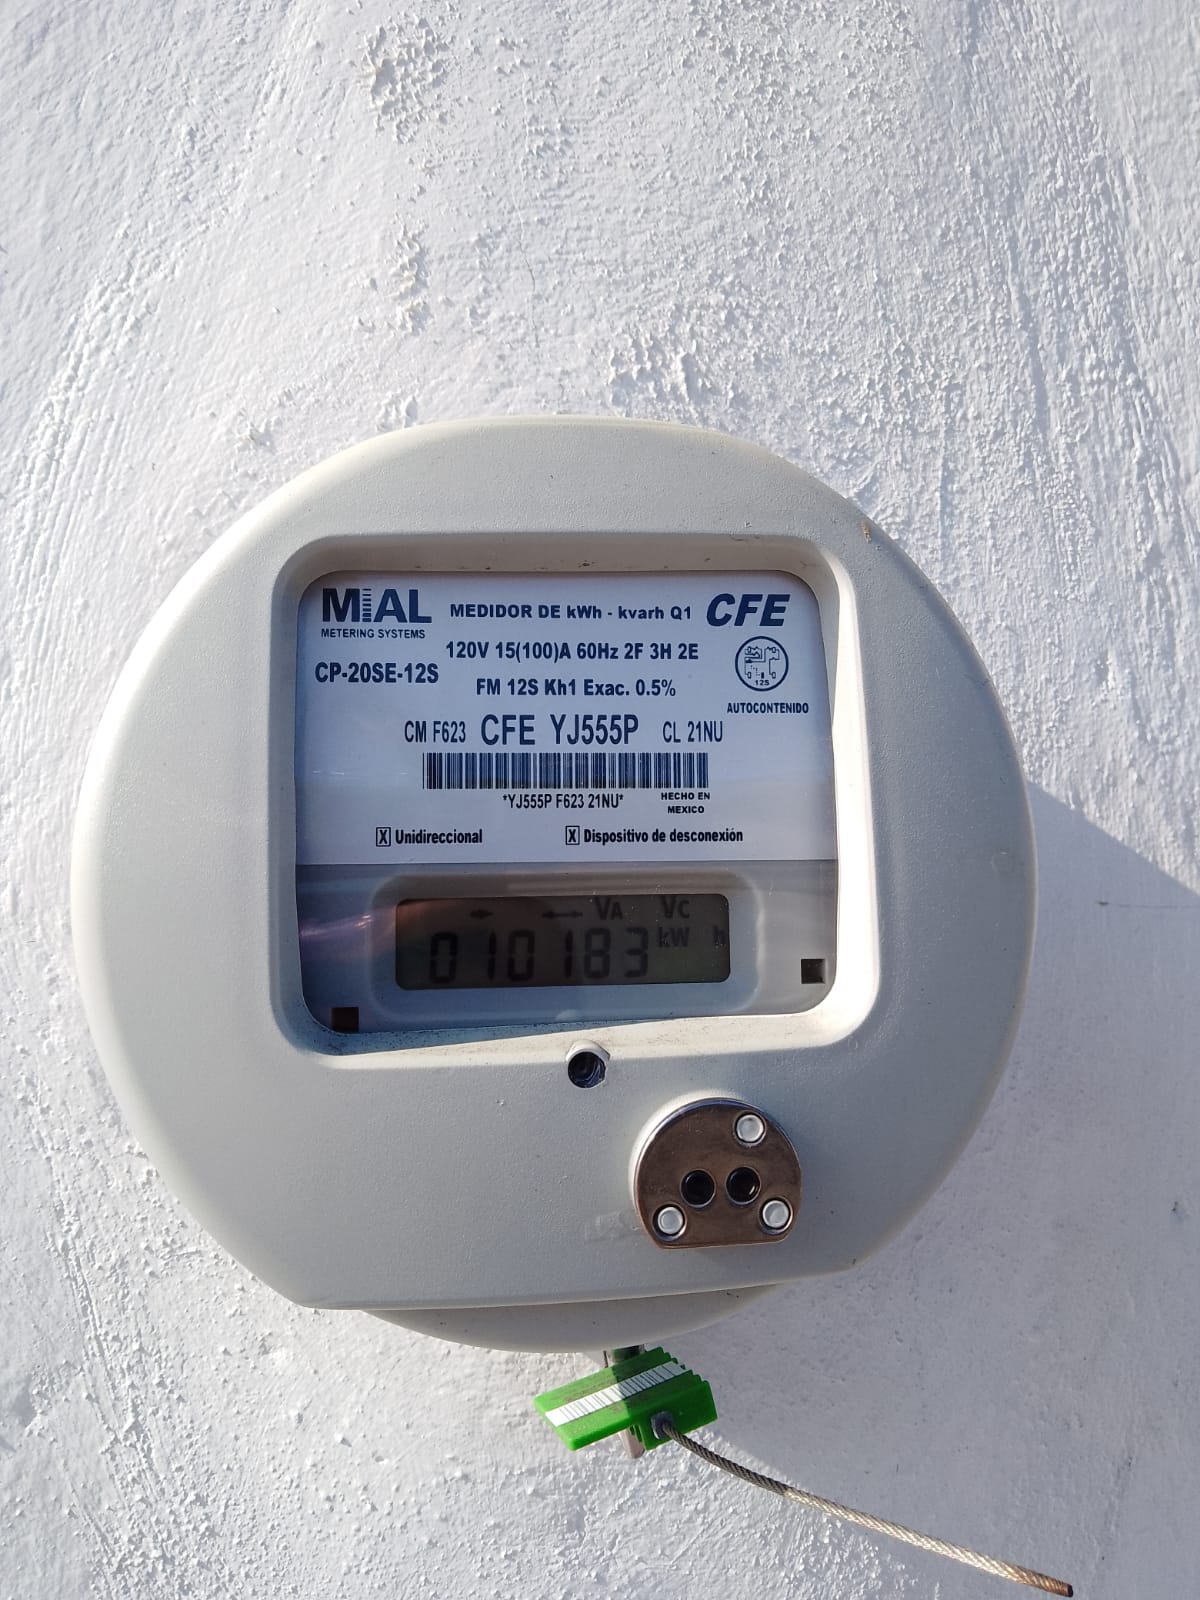 MIAL MEDIDOR DE kWh - kvarh Q1 CFE
METERING SYSTEMS
120V 15(100)A 60Hz 2F 3H 2E
CP-20SE-12S
FM 12S Kh1 Exac. 0.5%
12S
AUTOCONTENIDO
CM F623 CFE YJ555P CL 21NU
*YJ555P F623 21NU*
HECHO EN
MEXICO
X Unidireccional X Dispositivo de desconexión
VA VC
010183 kW h